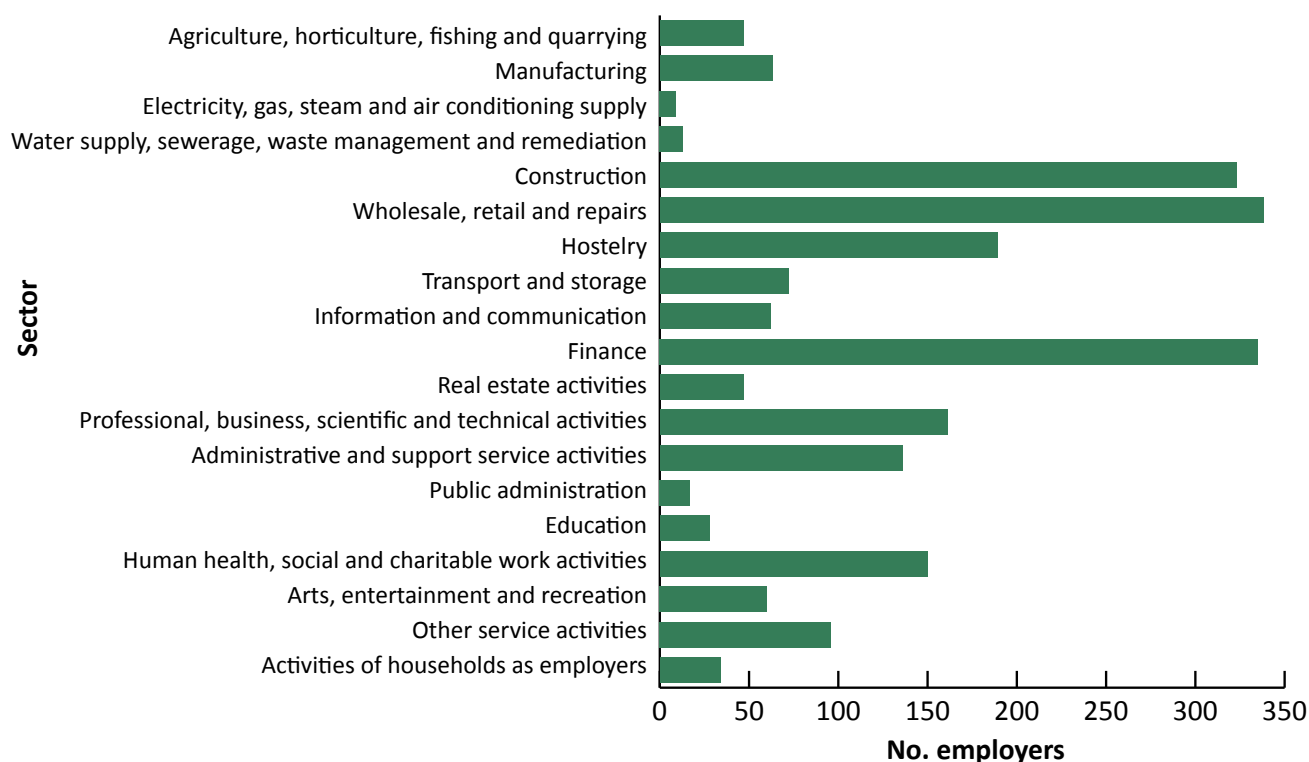 Agriculture, horticulture, fishing and quarrying
Manufacturing
Electricity, gas, steam and air conditioning supply
Water supply, sewerage, waste management and remediation
Construction
Wholesale, retail and repairs
Hostelry
Transport and storage
Information and communication
Finance
Real estate activities
Professional, business, scientific and technical activities
Administrative and support service activities
Public administration
Education
Human health, social and charitable work activities
Arts, entertainment and recreation
Other service activities
Activities of households as employers
Sector
0 50 100 150 200 250 300 350
No. employers